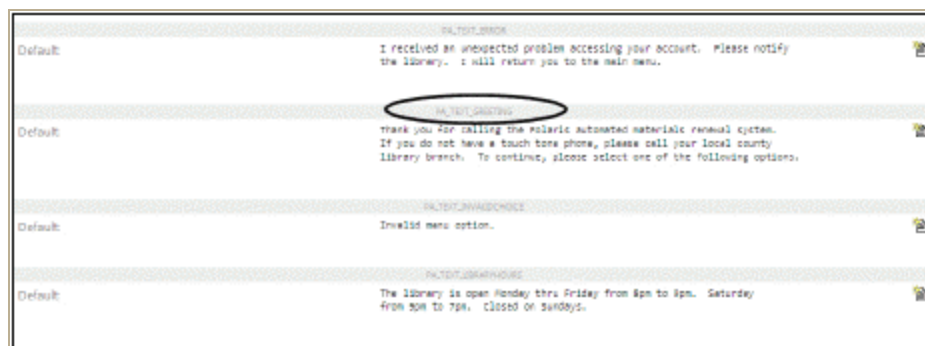 PA_TEXT_ERROR
Default:
I received an unexpected problem accessing your account. Please notify
the library. I will return you to the main menu.
PA_TEXT_GREETING
Default:
Thank you for calling the Polaris automated materials renewal system.
If you do not have a touch tone phone, please call your local county
library branch. To continue, please select one of the following options.
PA_TEXT_INVALIDCHOICE
Default:
Invalid menu option.
PA_TEXT_LIBRARYHOURS
Default:
The library is open Monday thru Friday from to 9pm. Saturday
from to 7pm. Closed on Sundays.